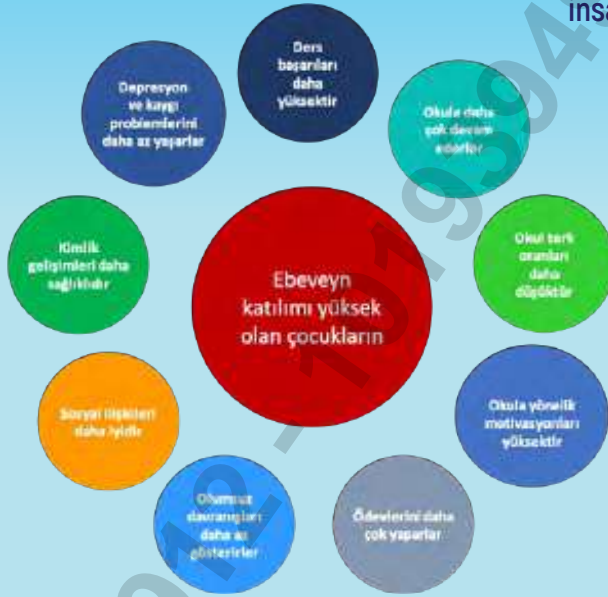 insa
Ders
başarıları
daha
yüksektir
Depresyon
ve kaygı
problemlerini
daha az yaşarlar
Okula daha
çok devam
ederler
Kimlik
gelişimleri daha
sağlıklıdır
Ebeveyn
katılımı yüksek
olan çocukların
Okul terk
oranları
daha
düşüktür
Sosyal ilişkileri
daha iyidir
Okula yönelik
motivasyonları
yüksektir
Olumsuz
davranışları
daha az
gösterirler
Ödevlerini daha
çok yaparlar